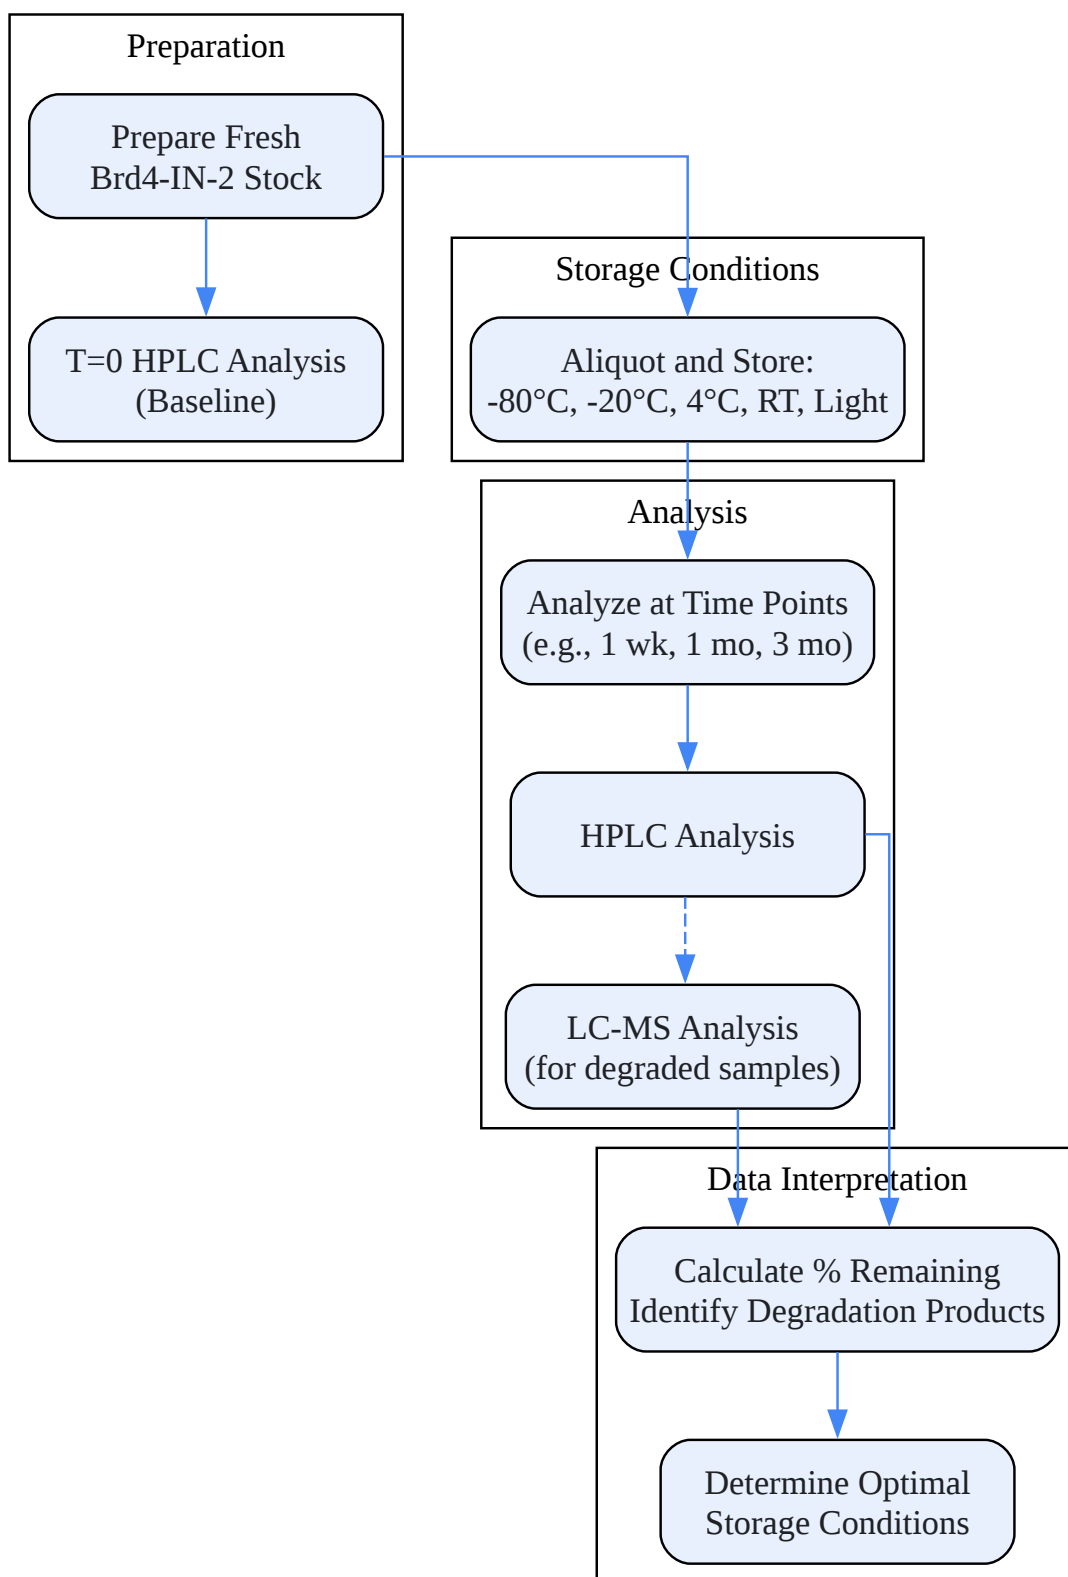 Preparation
Prepare Fresh
Brd4-IN-2 Stock
T=0 HPLC Analysis
(Baseline)
Storage Conditions
Aliquot and Store:
-80°C, -20°C, 4°C, RT, Light
Analysis
Analyze at Time Points
(e.g., 1 wk, 1 mo, 3 mo)
HPLC Analysis
LC-MS Analysis
(for degraded samples)
Data Interpretation
Calculate % Remaining
Identify Degradation Products
Determine Optimal
Storage Conditions